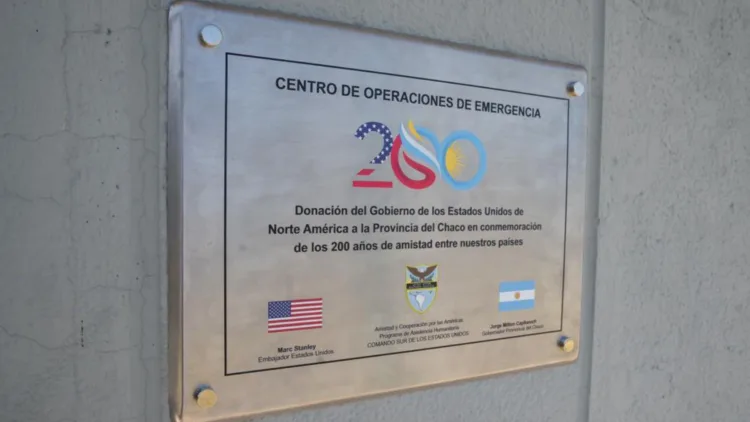 CENTRO DE OPERACIONES DE EMERGENCIA
200
Donación del Gobierno de los Estados Unidos de
Norte América a la Provincia del Chaco en conmemoración
de los 200 años de amistad entre nuestros países
Marc Stanley
Embajador Estados Unidos
Amistad y Cooperación por las Américas
Programa de Asistencia Humanitaria
COMANDO SUR DE LOS ESTADOS UNIDOS
Jorge Milton Capitanich
Gobernador Provincia del Chaco